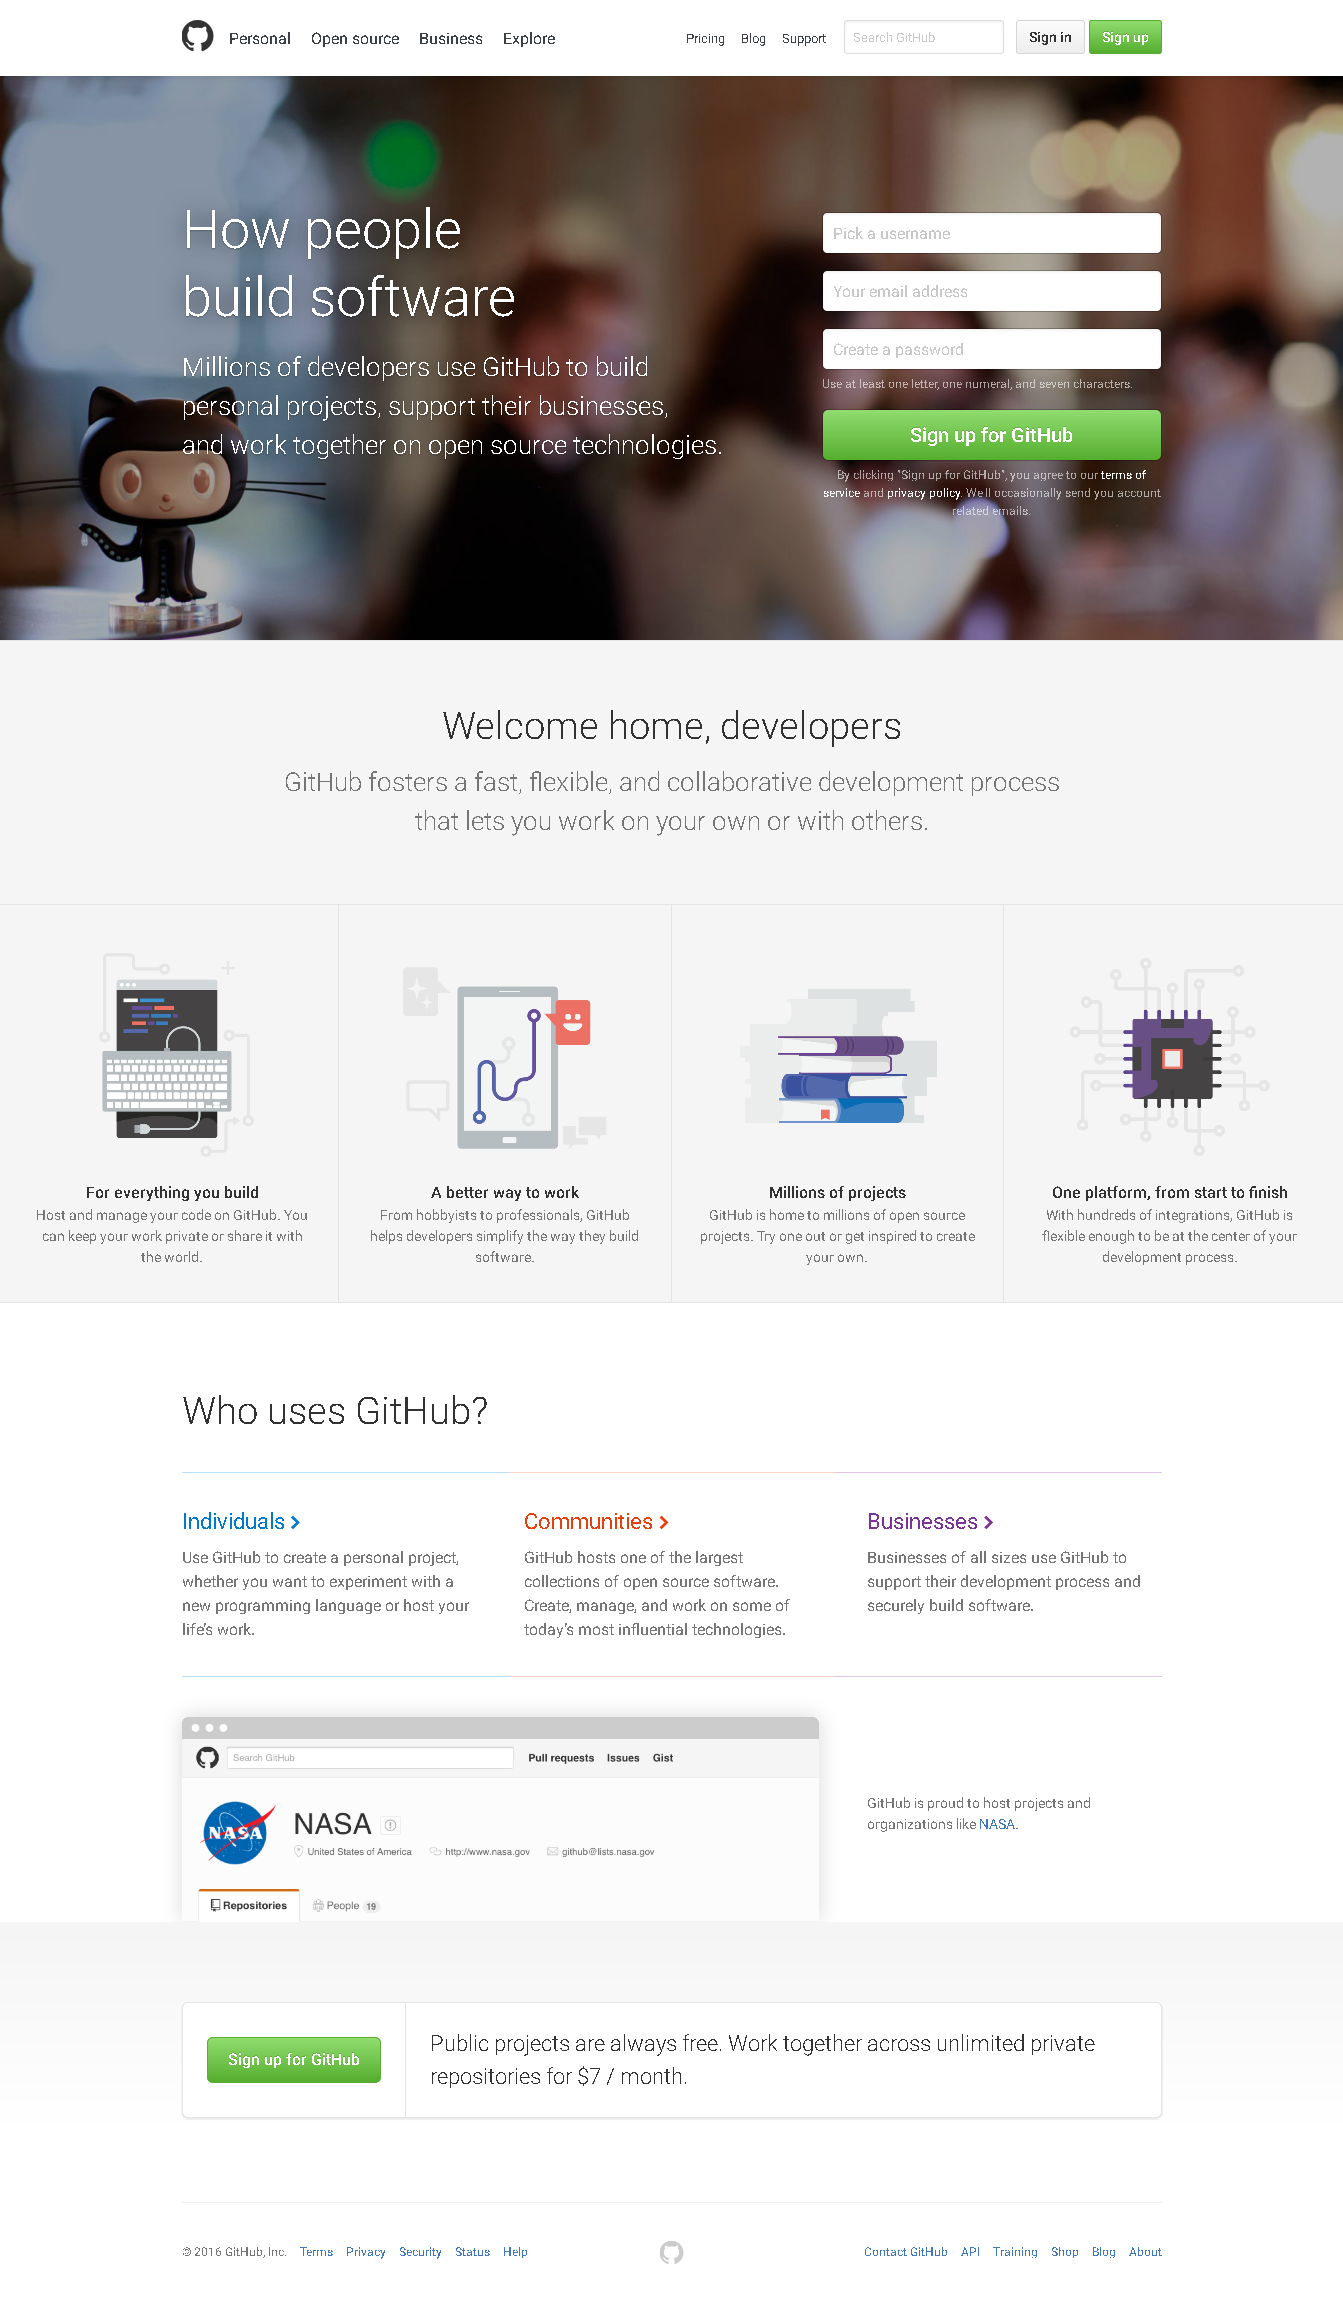 Personal Open source Business Explore Pricing Blog Support Search GitHub Sign in Sign up
How people
build software
Millions of developers use GitHub to build
personal projects, support their businesses,
and work together on open source technologies.
Pick a username
Your email address
Create a password
Use at least one letter, one numeral, and seven characters.
Sign up for GitHub
By clicking "Sign up for GitHub", you agree to our terms of
service and privacy policy. We'll occasionally send you account
related emails.
Welcome home, developers
GitHub fosters a fast, flexible, and collaborative development process
that lets you work on your own or with others.
For everything you build
Host and manage your code on GitHub. You
can keep your work private or share it with
the world.
A better way to work
From hobbyists to professionals, GitHub
helps developers simplify the way they build
software.
Millions of projects
GitHub is home to millions of open source
projects. Try one out or get inspired to create
your own.
One platform, from start to finish
With hundreds of integrations, GitHub is
flexible enough to be at the center of your
development process.
Who uses GitHub?
Individuals
Use GitHub to create a personal project,
whether you want to experiment with a
new programming language or host your
life's work.
Communities
GitHub hosts one of the largest
collections of open source software.
Create, manage, and work on some of
today's most influential technologies.
Businesses
Businesses of all sizes use GitHub to
support their development process and
securely build software.
Search GitHub Pull requests Issues Gist
NASA
NASA
United States of America http://www.nasa.gov github@lists.nasa.gov
Repositories People 19
GitHub is proud to host projects and
organizations like NASA.
Sign up for GitHub
Public projects are always free. Work together across unlimited private
repositories for $7 / month.
© 2016 GitHub, Inc. Terms Privacy Security Status Help Contact GitHub API Training Shop Blog About